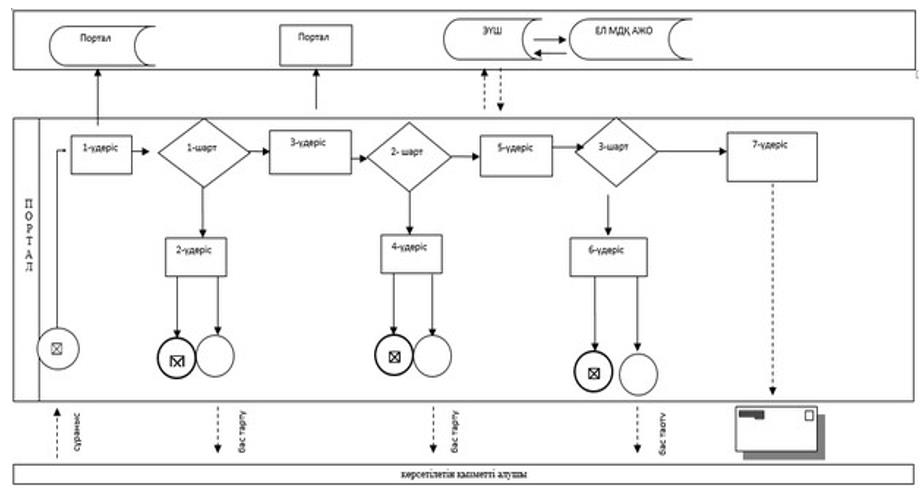 Портал
Портал
ЭҮШ
ЕЛ МДҚ АЖО
ПОРТАЛ
1-үдеріс
1-шарт
3-үдеріс
2- шарт
5-үдеріс
3-шарт
7-үдеріс
2-үдеріс
4-үдеріс
6-үдеріс
сұраныс
бас тарту
бас тарту
бас тарту
көрсетілетін қызметті алушы